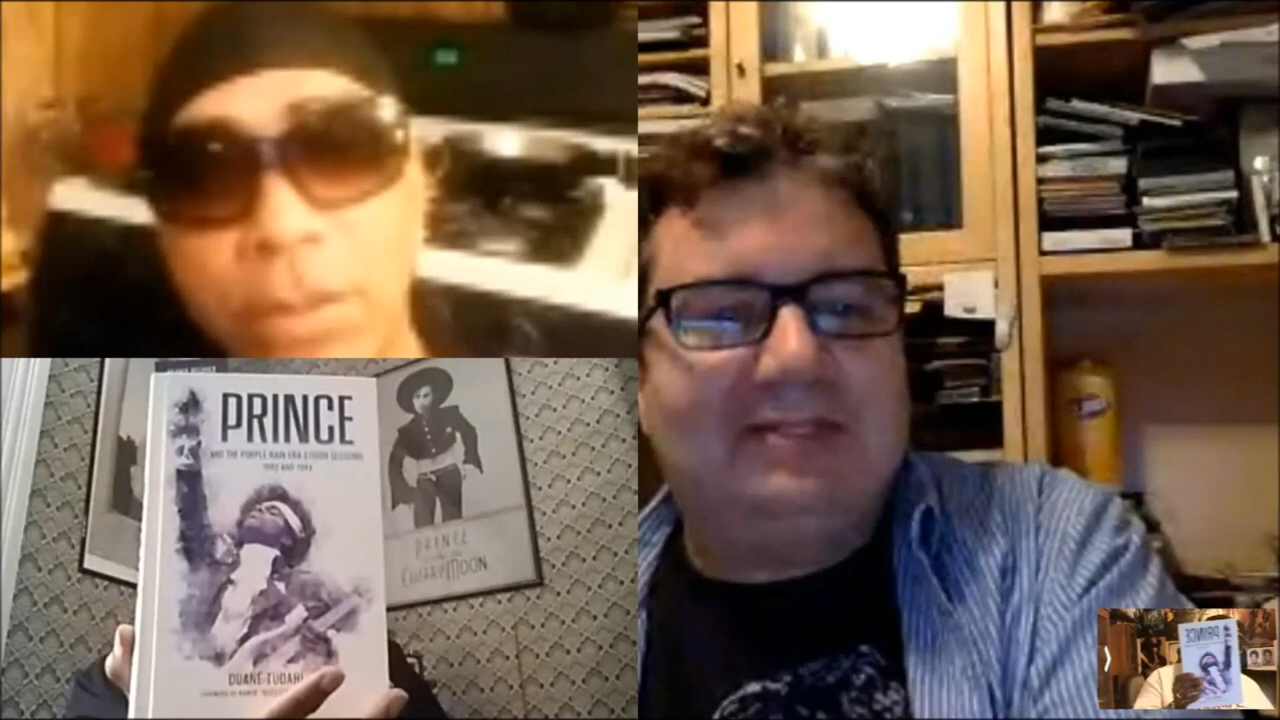 PRINCE
AND THE PURPLE RAIN ERA STUDIO SESSIONS
1983 AND 1984
DUANE TUDAHL
PRINCE
CHERRY MOON
PRINCE